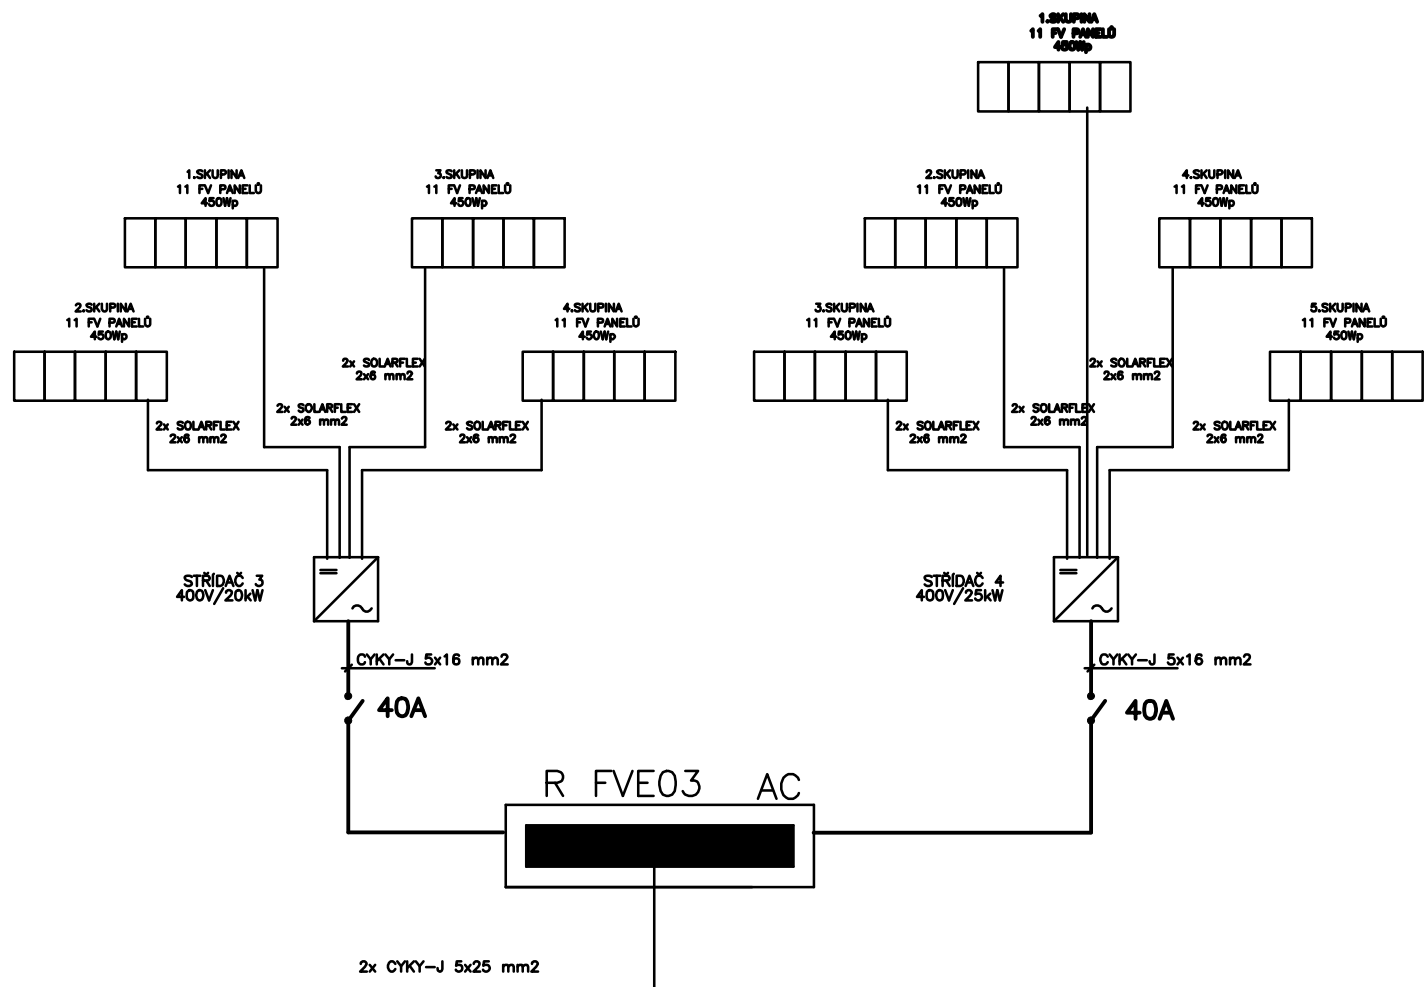 1.SKUPINA
11 FV PANELŮ
450Wp
1.SKUPINA
11 FV PANELŮ
450Wp
3.SKUPINA
11 FV PANELŮ
450Wp
2.SKUPINA
11 FV PANELŮ
450Wp
4.SKUPINA
11 FV PANELŮ
450Wp
2.SKUPINA
11 FV PANELŮ
450Wp
4.SKUPINA
11 FV PANELŮ
450Wp
3.SKUPINA
11 FV PANELŮ
450Wp
5.SKUPINA
11 FV PANELŮ
450Wp
2x SOLARFLEX
2x6 mm2
2x SOLARFLEX
2x6 mm2
2x SOLARFLEX
2x6 mm2
2x SOLARFLEX
2x6 mm2
2x SOLARFLEX
2x6 mm2
2x SOLARFLEX
2x6 mm2
2x SOLARFLEX
2x6 mm2
2x SOLARFLEX
2x6 mm2
STŘÍDAČ 3
400V/20kW
STŘÍDAČ 4
400V/25kW
CYKY-J 5x16 mm2
CYKY-J 5x16 mm2
40A
40A
R FVE03 AC
2x CYKY-J 5x25 mm2